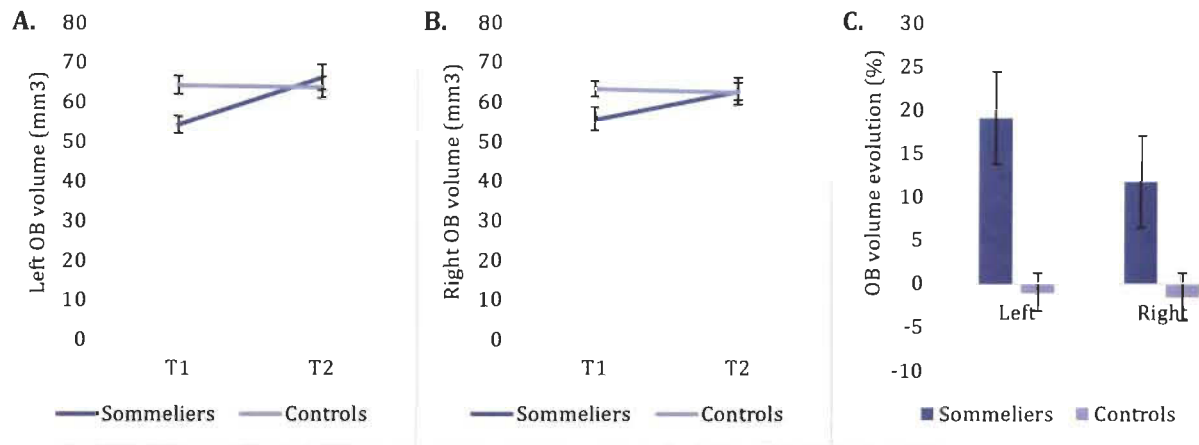 A.
Left OB volume (mm3)
80
70
60
50
40
30
20
10
0
T1 T2
Sommeliers Controls
B.
Right OB volume (mm3)
80
70
60
50
40
30
20
10
0
T1 T2
Sommeliers Controls
C.
OB volume evolution (%)
30
25
20
15
10
5
0
-5
-10
Left Right
Sommeliers Controls